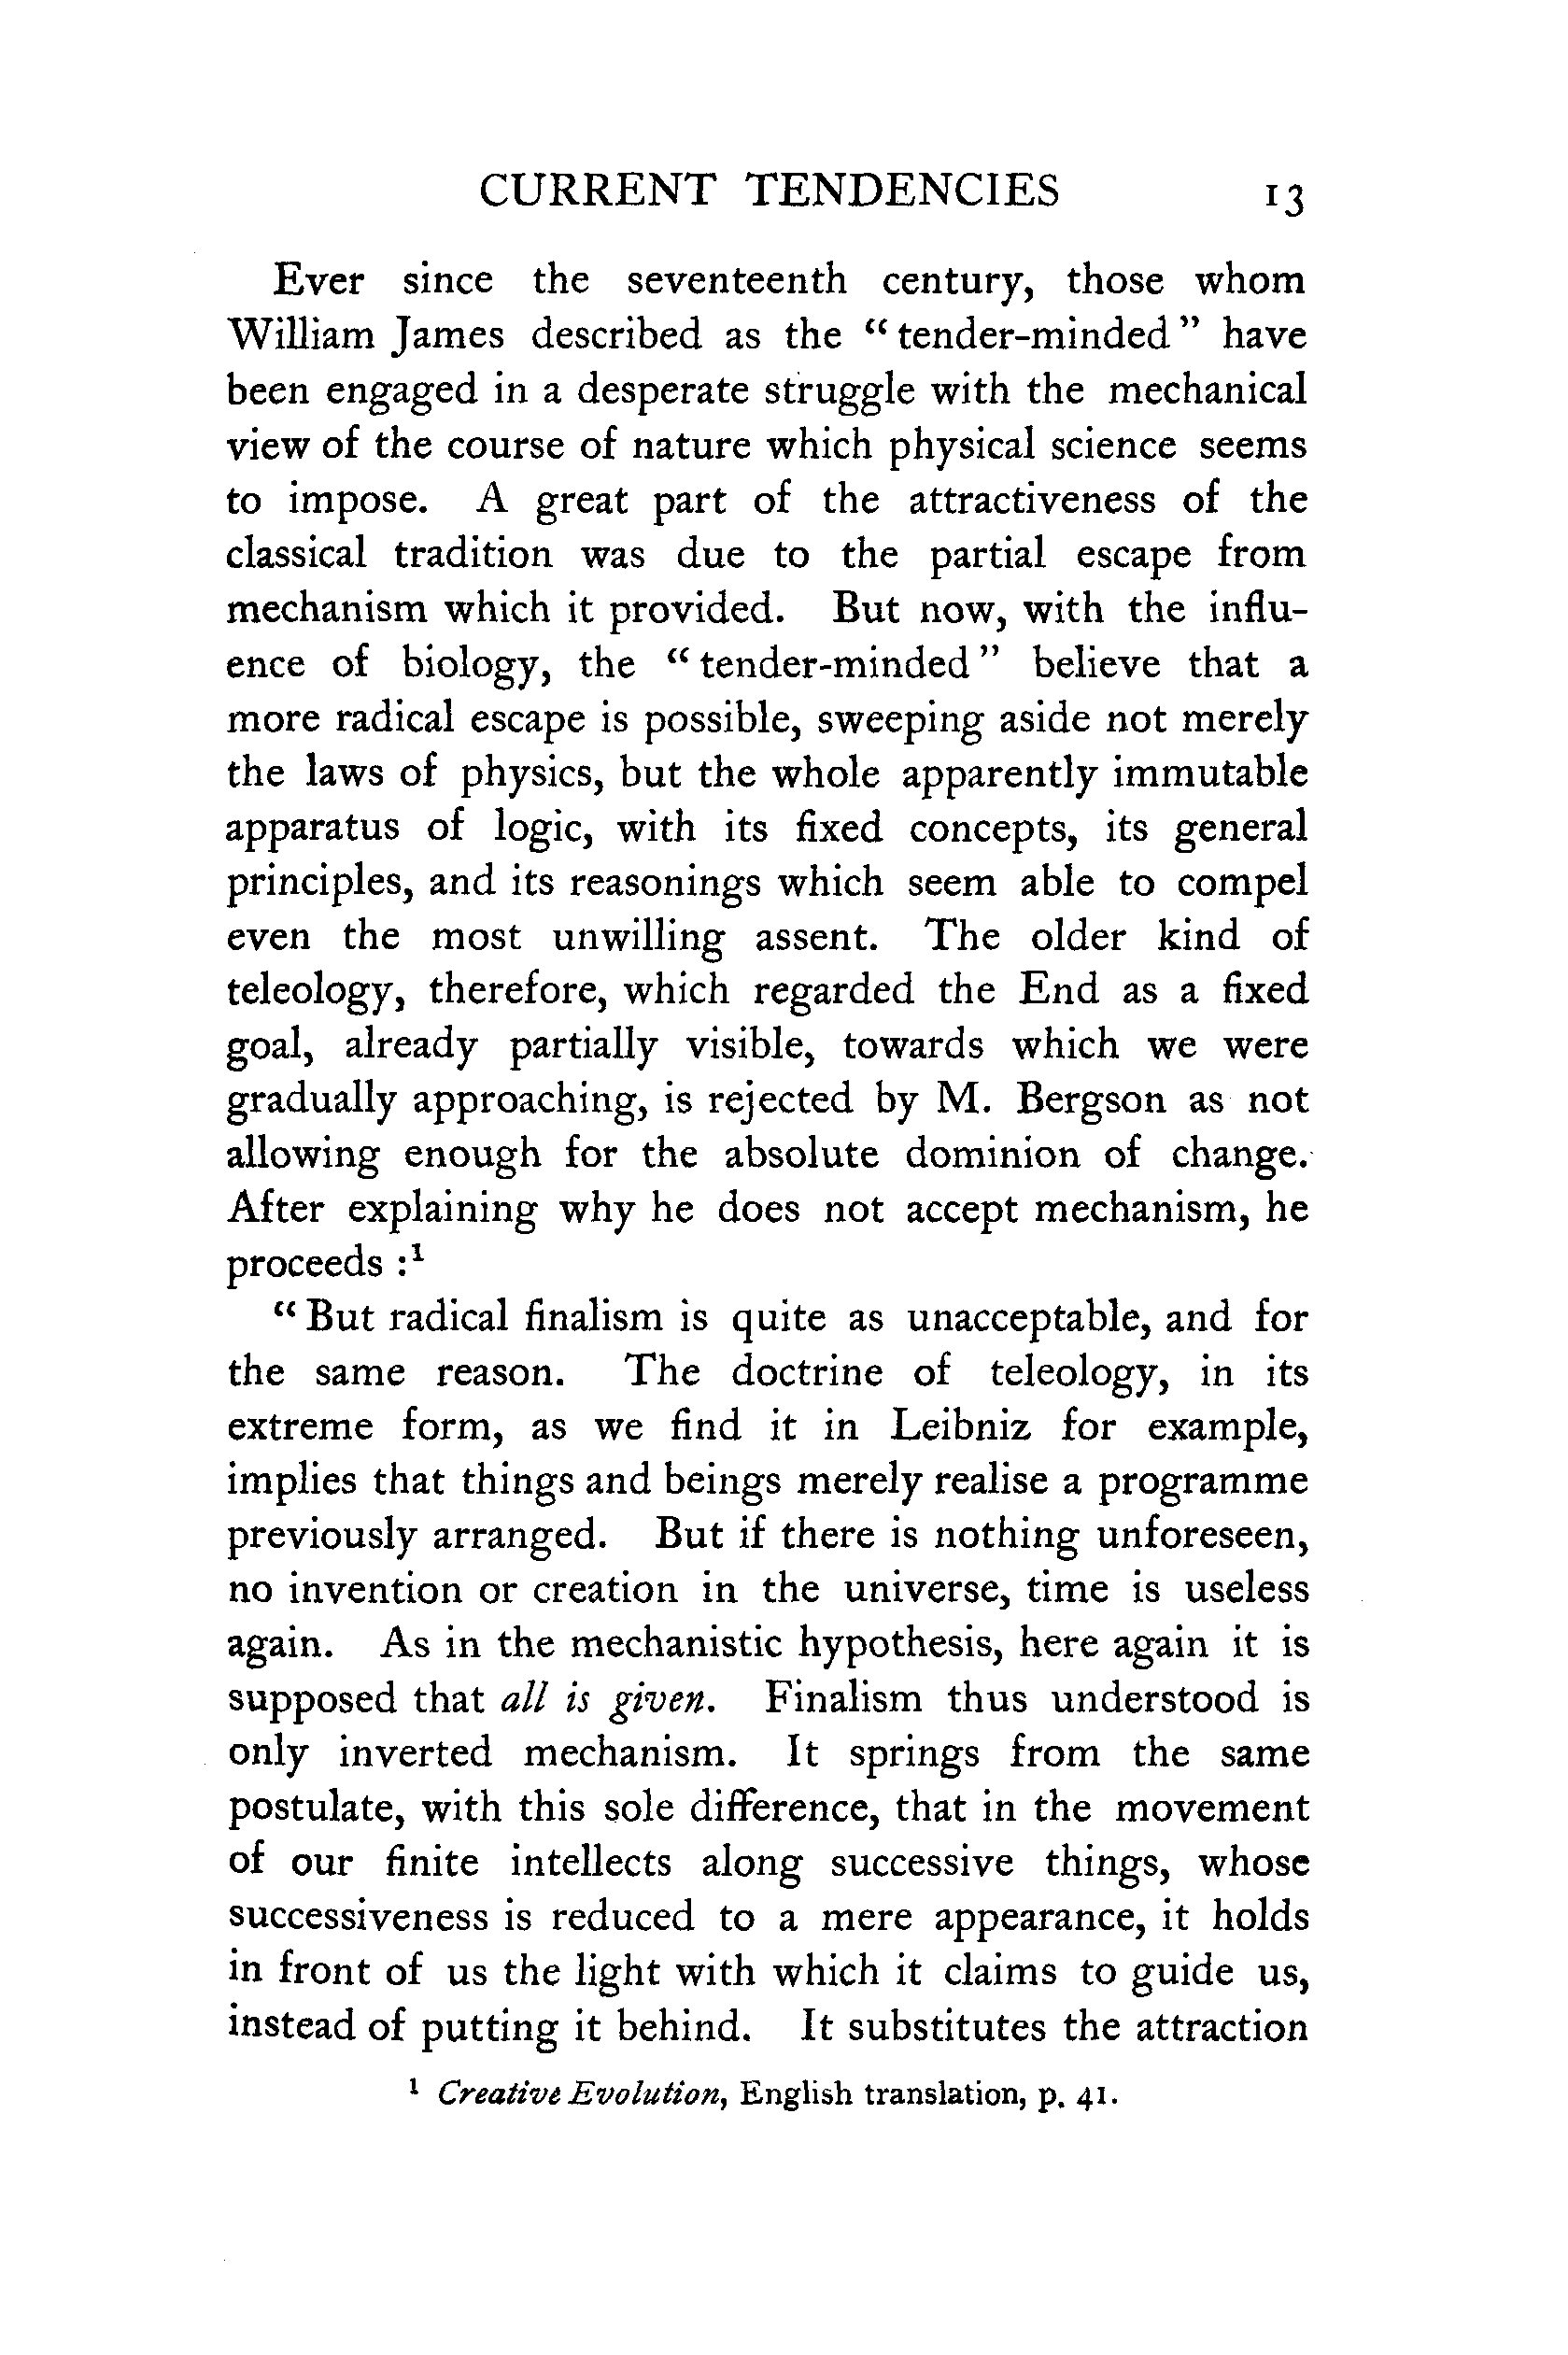 CURRENT TENDENCIES 13
Ever since the seventeenth century, those whom
William James described as the “tender-minded” have
been engaged in a desperate struggle with the mechanical
view of the course of nature which physical science seems
to impose. A great part of the attractiveness of the
classical tradition was due to the partial escape from
mechanism which it provided. But now, with the influ-
ence of biology, the “tender-minded” believe that a
more radical escape is possible, sweeping aside not merely
the laws of physics, but the whole apparently immutable
apparatus of logic, with its fixed concepts, its general
principles, and its reasonings which seem able to compel
even the most unwilling assent. The older kind of
teleology, therefore, which regarded the End as a fixed
goal, already partially visible, towards which we were
gradually approaching, is rejected by M. Bergson as not
allowing enough for the absolute dominion of change.
After explaining why he does not accept mechanism, he
proceeds :¹
“But radical finalism is quite as unacceptable, and for
the same reason. The doctrine of teleology, in its
extreme form, as we find it in Leibniz for example,
implies that things and beings merely realise a programme
previously arranged. But if there is nothing unforeseen,
no invention or creation in the universe, time is useless
again. As in the mechanistic hypothesis, here again it is
supposed that all is given. Finalism thus understood is
only inverted mechanism. It springs from the same
postulate, with this sole difference, that in the movement
of our finite intellects along successive things, whose
successiveness is reduced to a mere appearance, it holds
in front of us the light with which it claims to guide us,
instead of putting it behind. It substitutes the attraction
¹ Creative Evolution, English translation, p. 41.